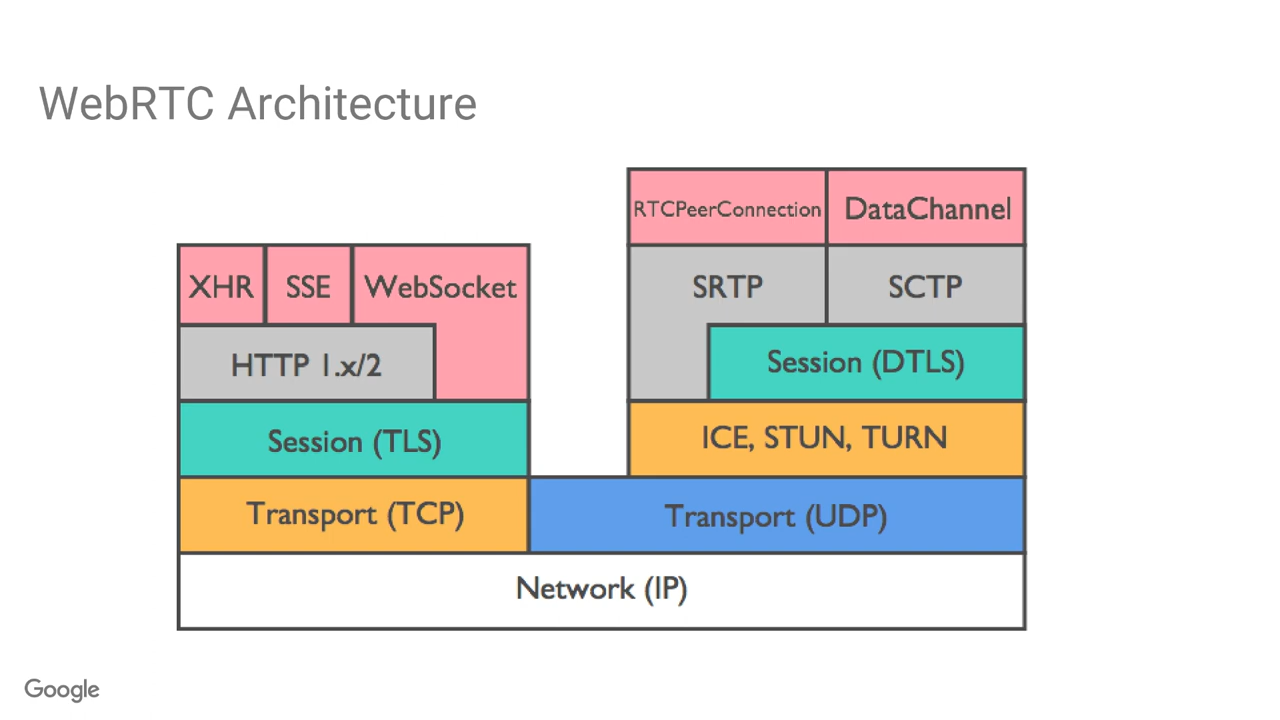 WebRTC Architecture
RTCPeerConnection
DataChannel
XHR
SSE
WebSocket
SRTP
SCTP
HTTP 1.x/2
Session (DTLS)
Session (TLS)
ICE, STUN, TURN
Transport (TCP)
Transport (UDP)
Network (IP)
Google